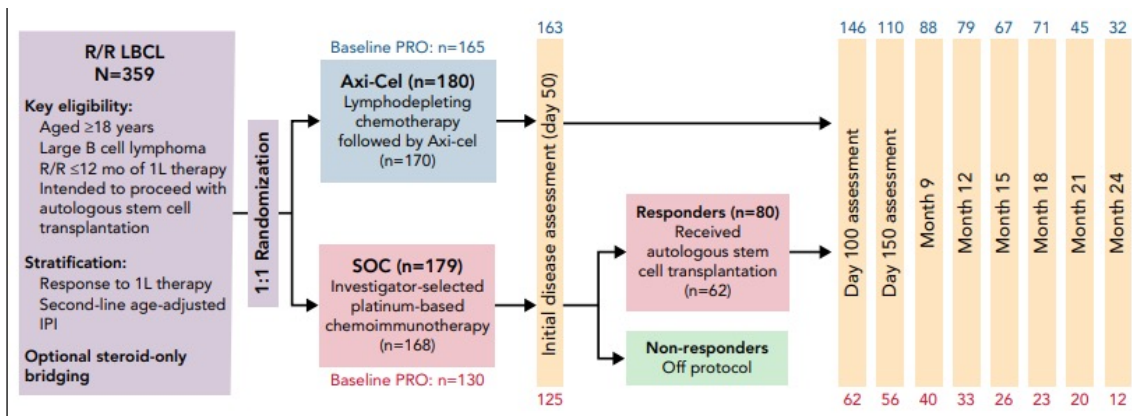 R/R LBCL
N=359
Key eligibility:
Aged ≥18 years
Large B cell lymphoma
R/R ≤12 mo of 1L therapy
Intended to proceed with
autologous stem cell
transplantation
Stratification:
Response to 1L therapy
Second-line age-adjusted
IPI
Optional steroid-only
bridging
1:1 Randomization
Baseline PRO: n=165
Axi-Cel (n=180)
Lymphodepleting
chemotherapy
followed by Axi-cel
(n=170)
SOC (n=179)
Investigator-selected
platinum-based
chemoimmunotherapy
(n=168)
Baseline PRO: n=130
163
Initial disease assessment (day 50)
125
Responders (n=80)
Received
autologous stem
cell transplantation
(n=62)
Non-responders
Off protocol
146 110 88 79 67 71 45 32
Day 100 assessment
Day 150 assessment
Month 9
Month 12
Month 15
Month 18
Month 21
Month 24
62 56 40 33 26 23 20 12